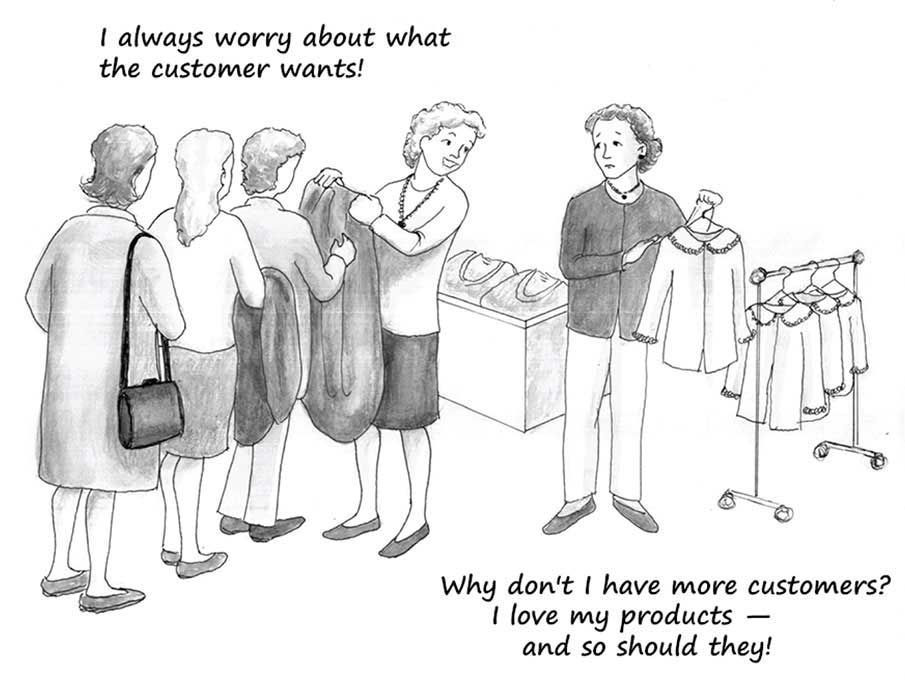 I always worry about what
the customer wants!
Why don't I have more customers?
I love my products —
and so should they!